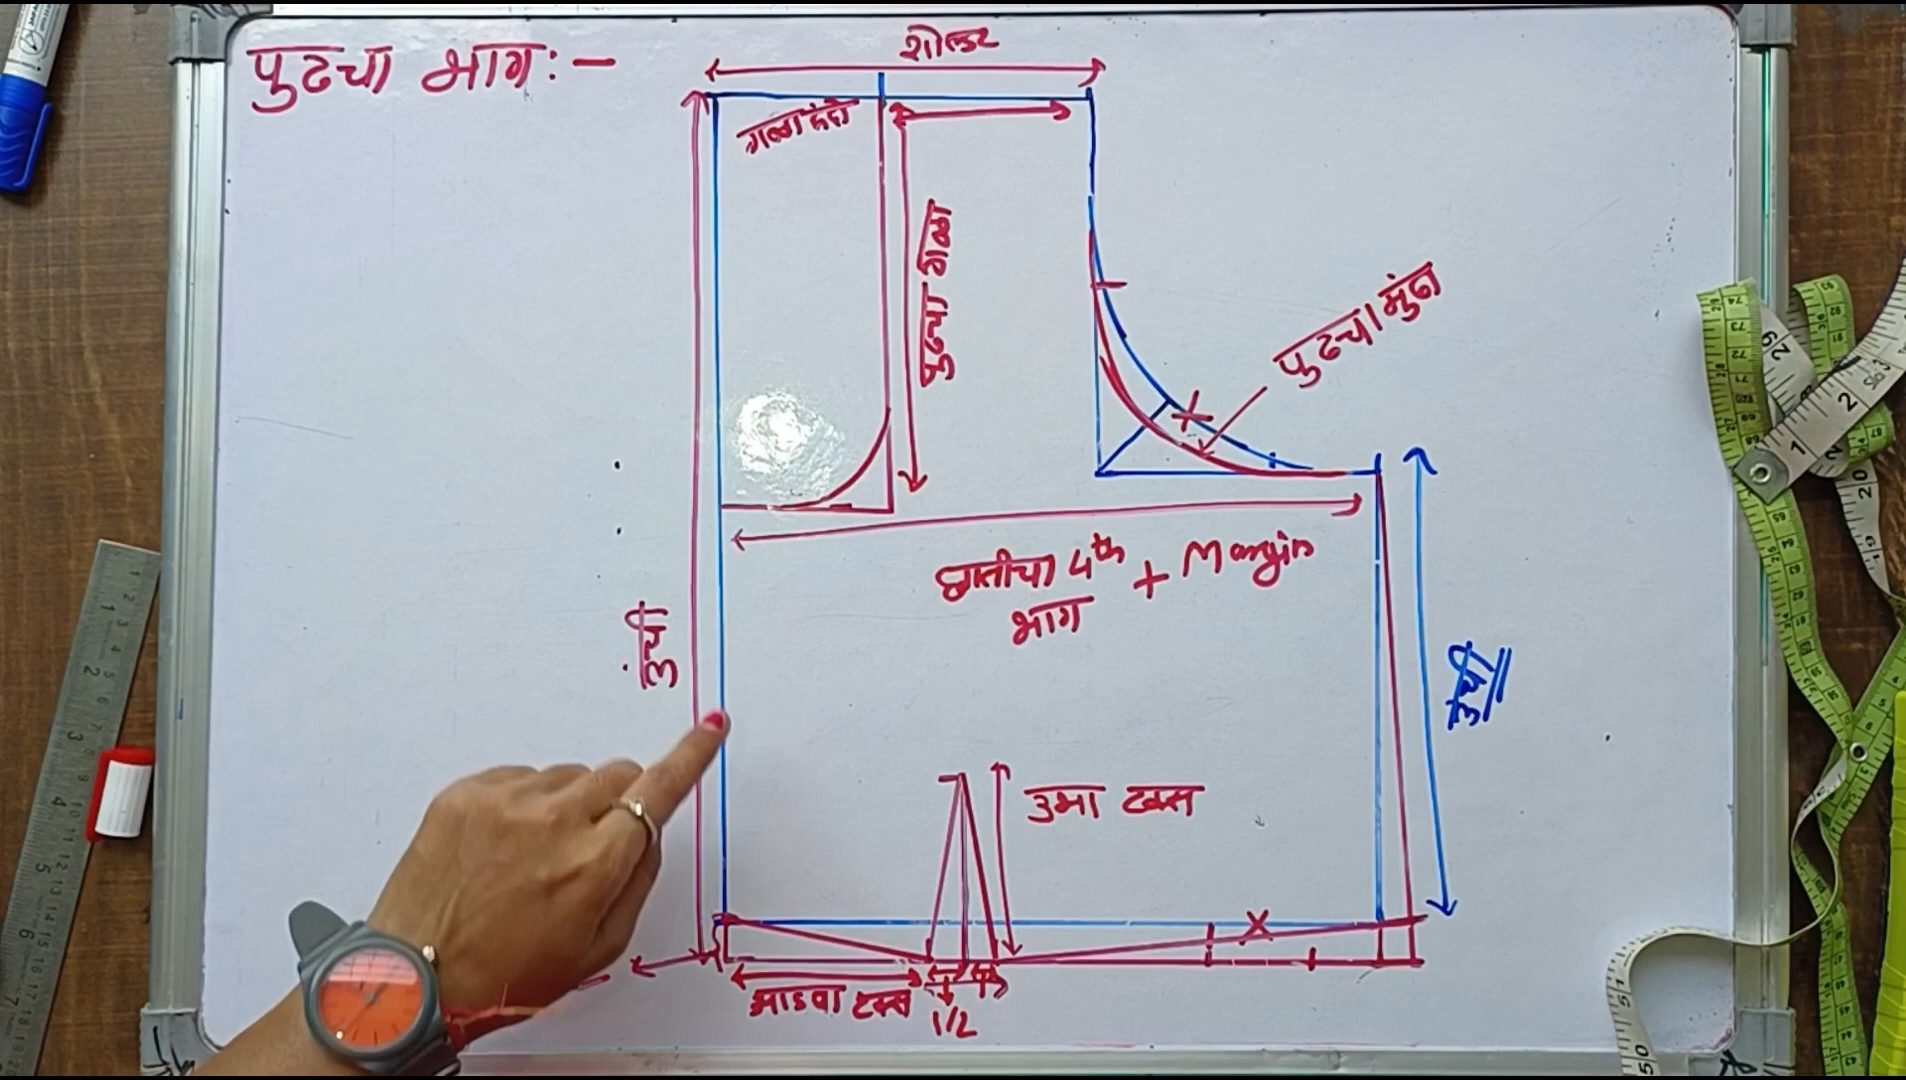 पुढचा भाग:-
शोल्डर
गळा रुंदी
पुढचा गळा
पुढचा मुंढा
छातीचा 4th + Margin
भाग
उंची
उंची
उभा टक्स
आडवा टक्स
1/2